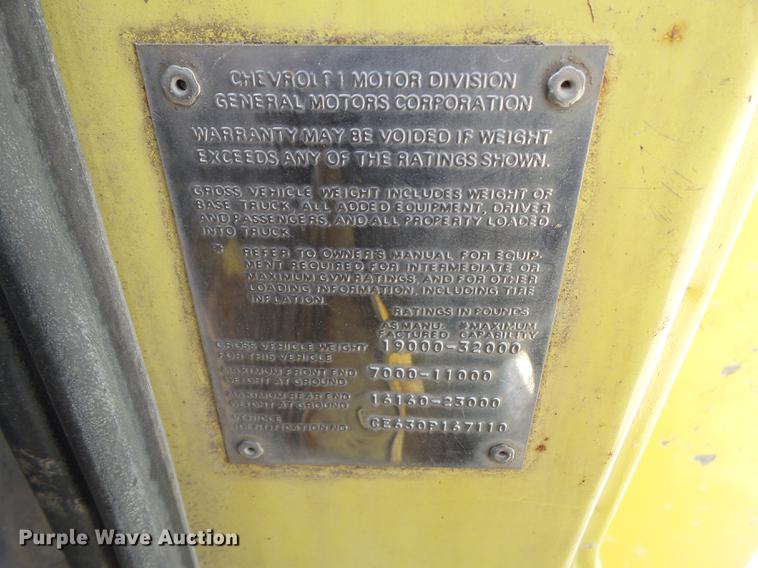 CHEVROLET MOTOR DIVISION
GENERAL MOTORS CORPORATION
WARRANTY MAY BE VOIDED IF WEIGHT
EXCEEDS ANY OF THE RATINGS SHOWN.
GROSS VEHICLE WEIGHT INCLUDES WEIGHT OF
BASE TRUCK, ALL ADDED EQUIPMENT, DRIVER
AND PASSENGERS, AND ALL PROPERTY LOADED
INTO TRUCK.
* REFER TO OWNER'S MANUAL FOR EQUIP-
MENT REQUIRED FOR INTERMEDIATE OR
MAXIMUM GVW RATINGS, AND FOR OTHER
LOADING INFORMATION, INCLUDING TIRE
INFLATION.
RATINGS IN POUNDS
AS MANU- *MAXIMUM
FACTURED CAPABILITY
GROSS VEHICLE WEIGHT 19000-32000
FOR THIS VEHICLE
MAXIMUM FRONT END 7000-11000
WEIGHT AT GROUND
MAXIMUM REAR END 16160-23000
WEIGHT AT GROUND
VEHICLE
IDENTIFICATION NO. CE630P167110
Purple Wave Auction